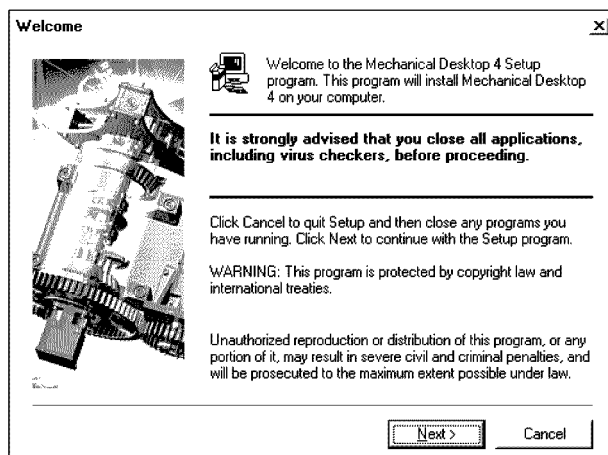 Welcome
Welcome to the Mechanical Desktop 4 Setup
program. This program will install Mechanical Desktop
4 on your computer.
It is strongly advised that you close all applications,
including virus checkers, before proceeding.
Click Cancel to quit Setup and then close any programs you
have running. Click Next to continue with the Setup program.
WARNING: This program is protected by copyright law and
international treaties.
Unauthorized reproduction or distribution of this program, or any
portion of it, may result in severe civil and criminal penalties, and
will be prosecuted to the maximum extent possible under law.
Next >
Cancel